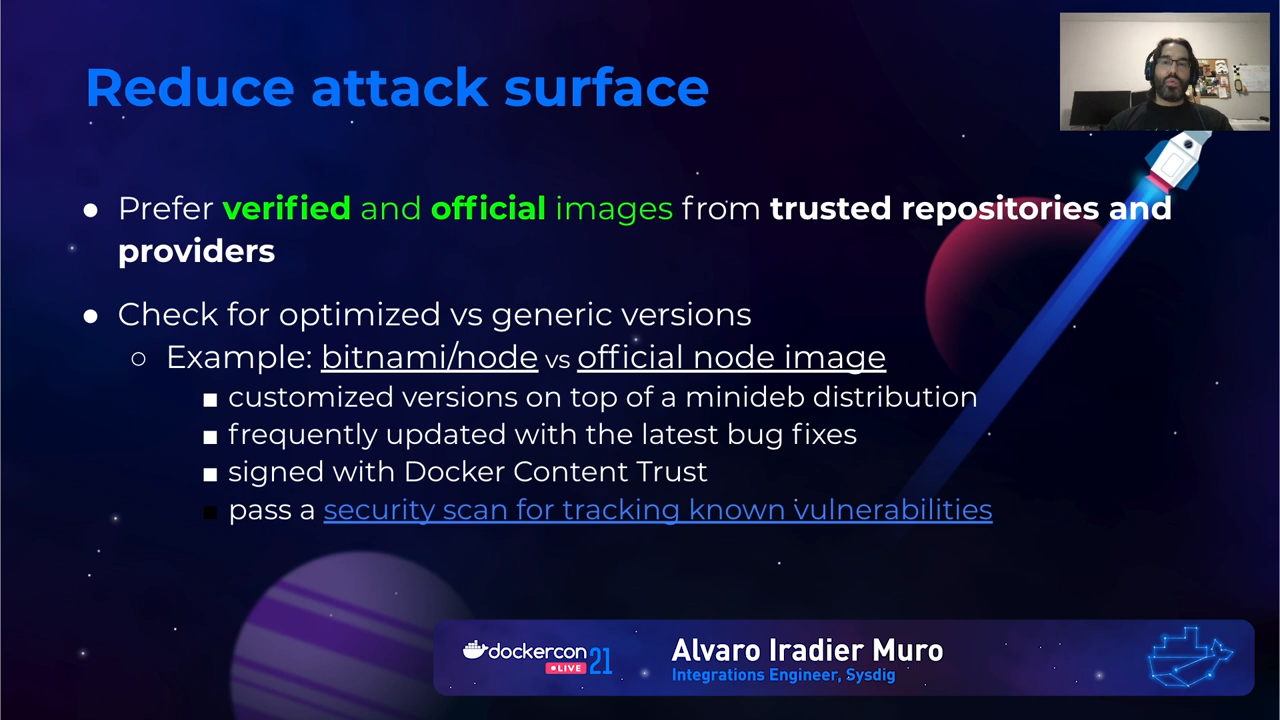 Reduce attack surface
● Prefer verified and official images from trusted repositories and
providers
● Check for optimized vs generic versions
○ Example: bitnami/node vs official node image
■ customized versions on top of a minideb distribution
■ frequently updated with the latest bug fixes
■ signed with Docker Content Trust
■ pass a security scan for tracking known vulnerabilities
dockercon
LIVE 21
Alvaro Iradier Muro
Integrations Engineer, Sysdig